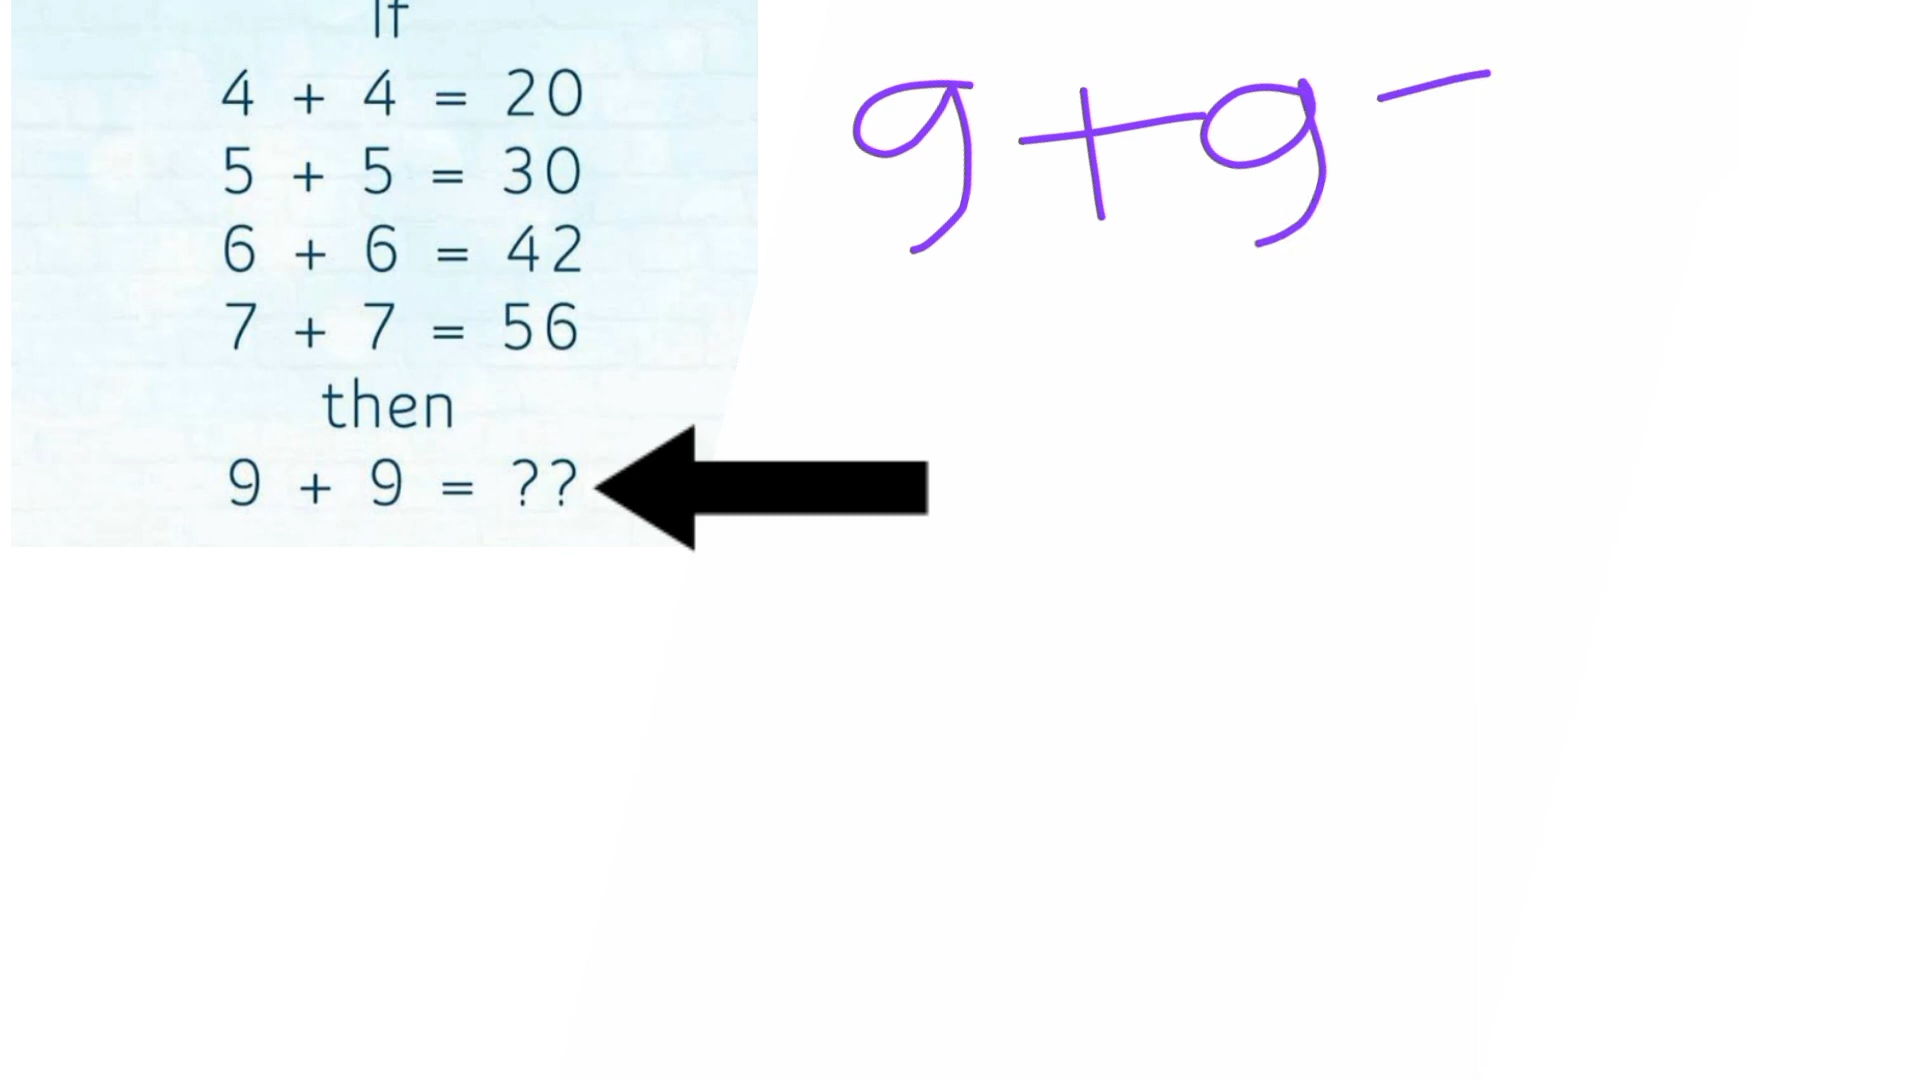 If
4 + 4 = 20
5 + 5 = 30
6 + 6 = 42
7 + 7 = 56
then
9 + 9 = ??
9+9-